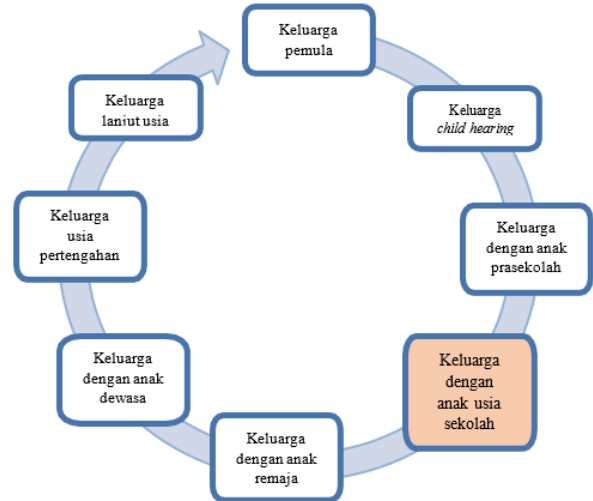 Keluarga
pemula
Keluarga
child hearing
Keluarga
dengan anak
prasekolah
Keluarga
dengan
anak usia
sekolah
Keluarga
dengan anak
remaja
Keluarga
dengan anak
dewasa
Keluarga
usia
pertengahan
Keluarga
lanjut usia